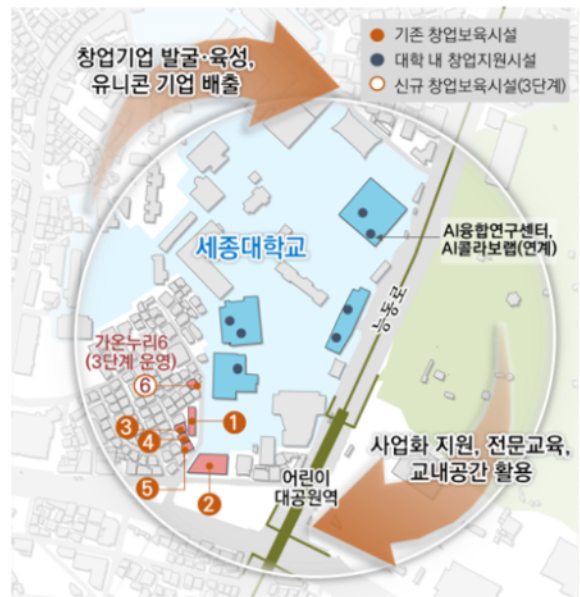 창업기업 발굴·육성,
유니콘 기업 배출
기존 창업보육시설
대학 내 창업지원시설
신규 창업보육시설(3단계)
세종대학교
AI융합연구센터,
AI콜라보랩(연계)
능동로
가온누리6
(3단계 운영)
6
1
3
4
5
2
어린이
대공원역
사업화 지원, 전문교육,
교내공간 활용